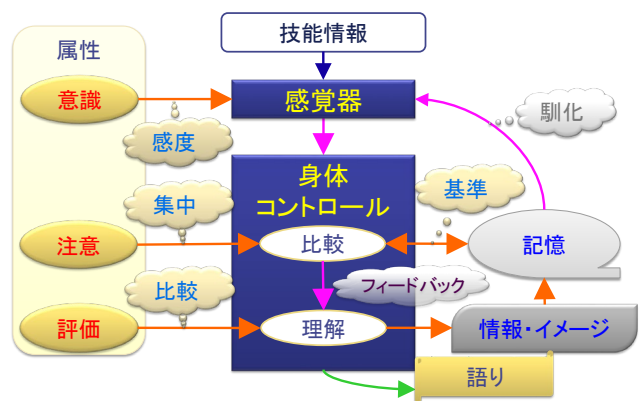 技能情報
属性
意識
感覚器
感度
馴化
身体
コントロール
集中
基準
注意
比較
記憶
比較
フィードバック
評価
理解
情報・イメージ
語り